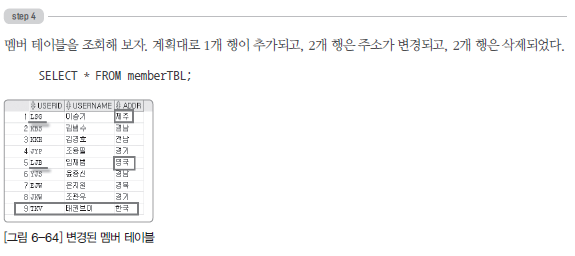 step 4
멤버 테이블을 조회해 보자. 계획대로 1개 행이 추가되고, 2개 행은 주소가 변경되고, 2개 행은 삭제되었다.
SELECT * FROM memberTBL;
USERID USERNAME ADDR
1 LSG 이승기 제주
2 KBS 김범수 경남
3 KKH 김경호 전남
4 JYP 조용필 경기
5 LJB 임재범 영국
6 YJS 윤종신 경남
7 EJW 은지원 경북
8 JKW 조관우 경기
9 TKV 태권브이 한국
[그림 6-64] 변경된 멤버 테이블